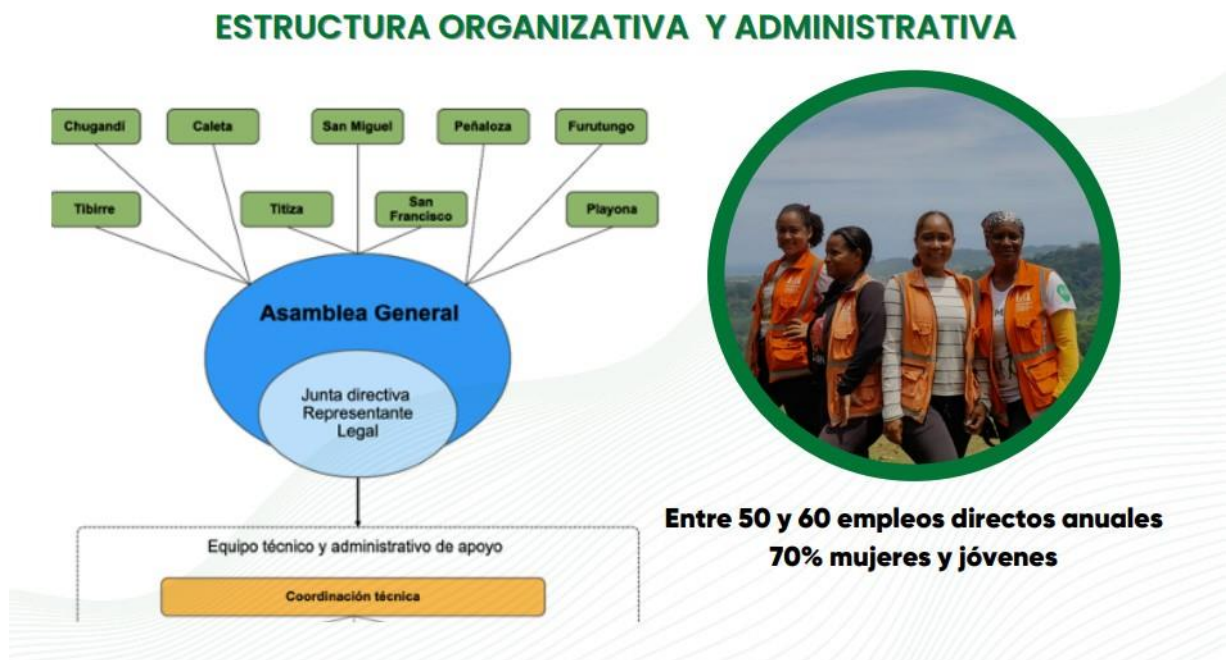 ESTRUCTURA ORGANIZATIVA Y ADMINISTRATIVA
Chugandí
Caleta
San Miguel
Peñaloza
Furutungo
Tibirre
Titiza
San
Francisco
Playona
Asamblea General
Junta directiva
Representante
Legal
Equipo técnico y administrativo de apoyo
Coordinación técnica
Entre 50 y 60 empleos directos anuales
70% mujeres y jóvenes